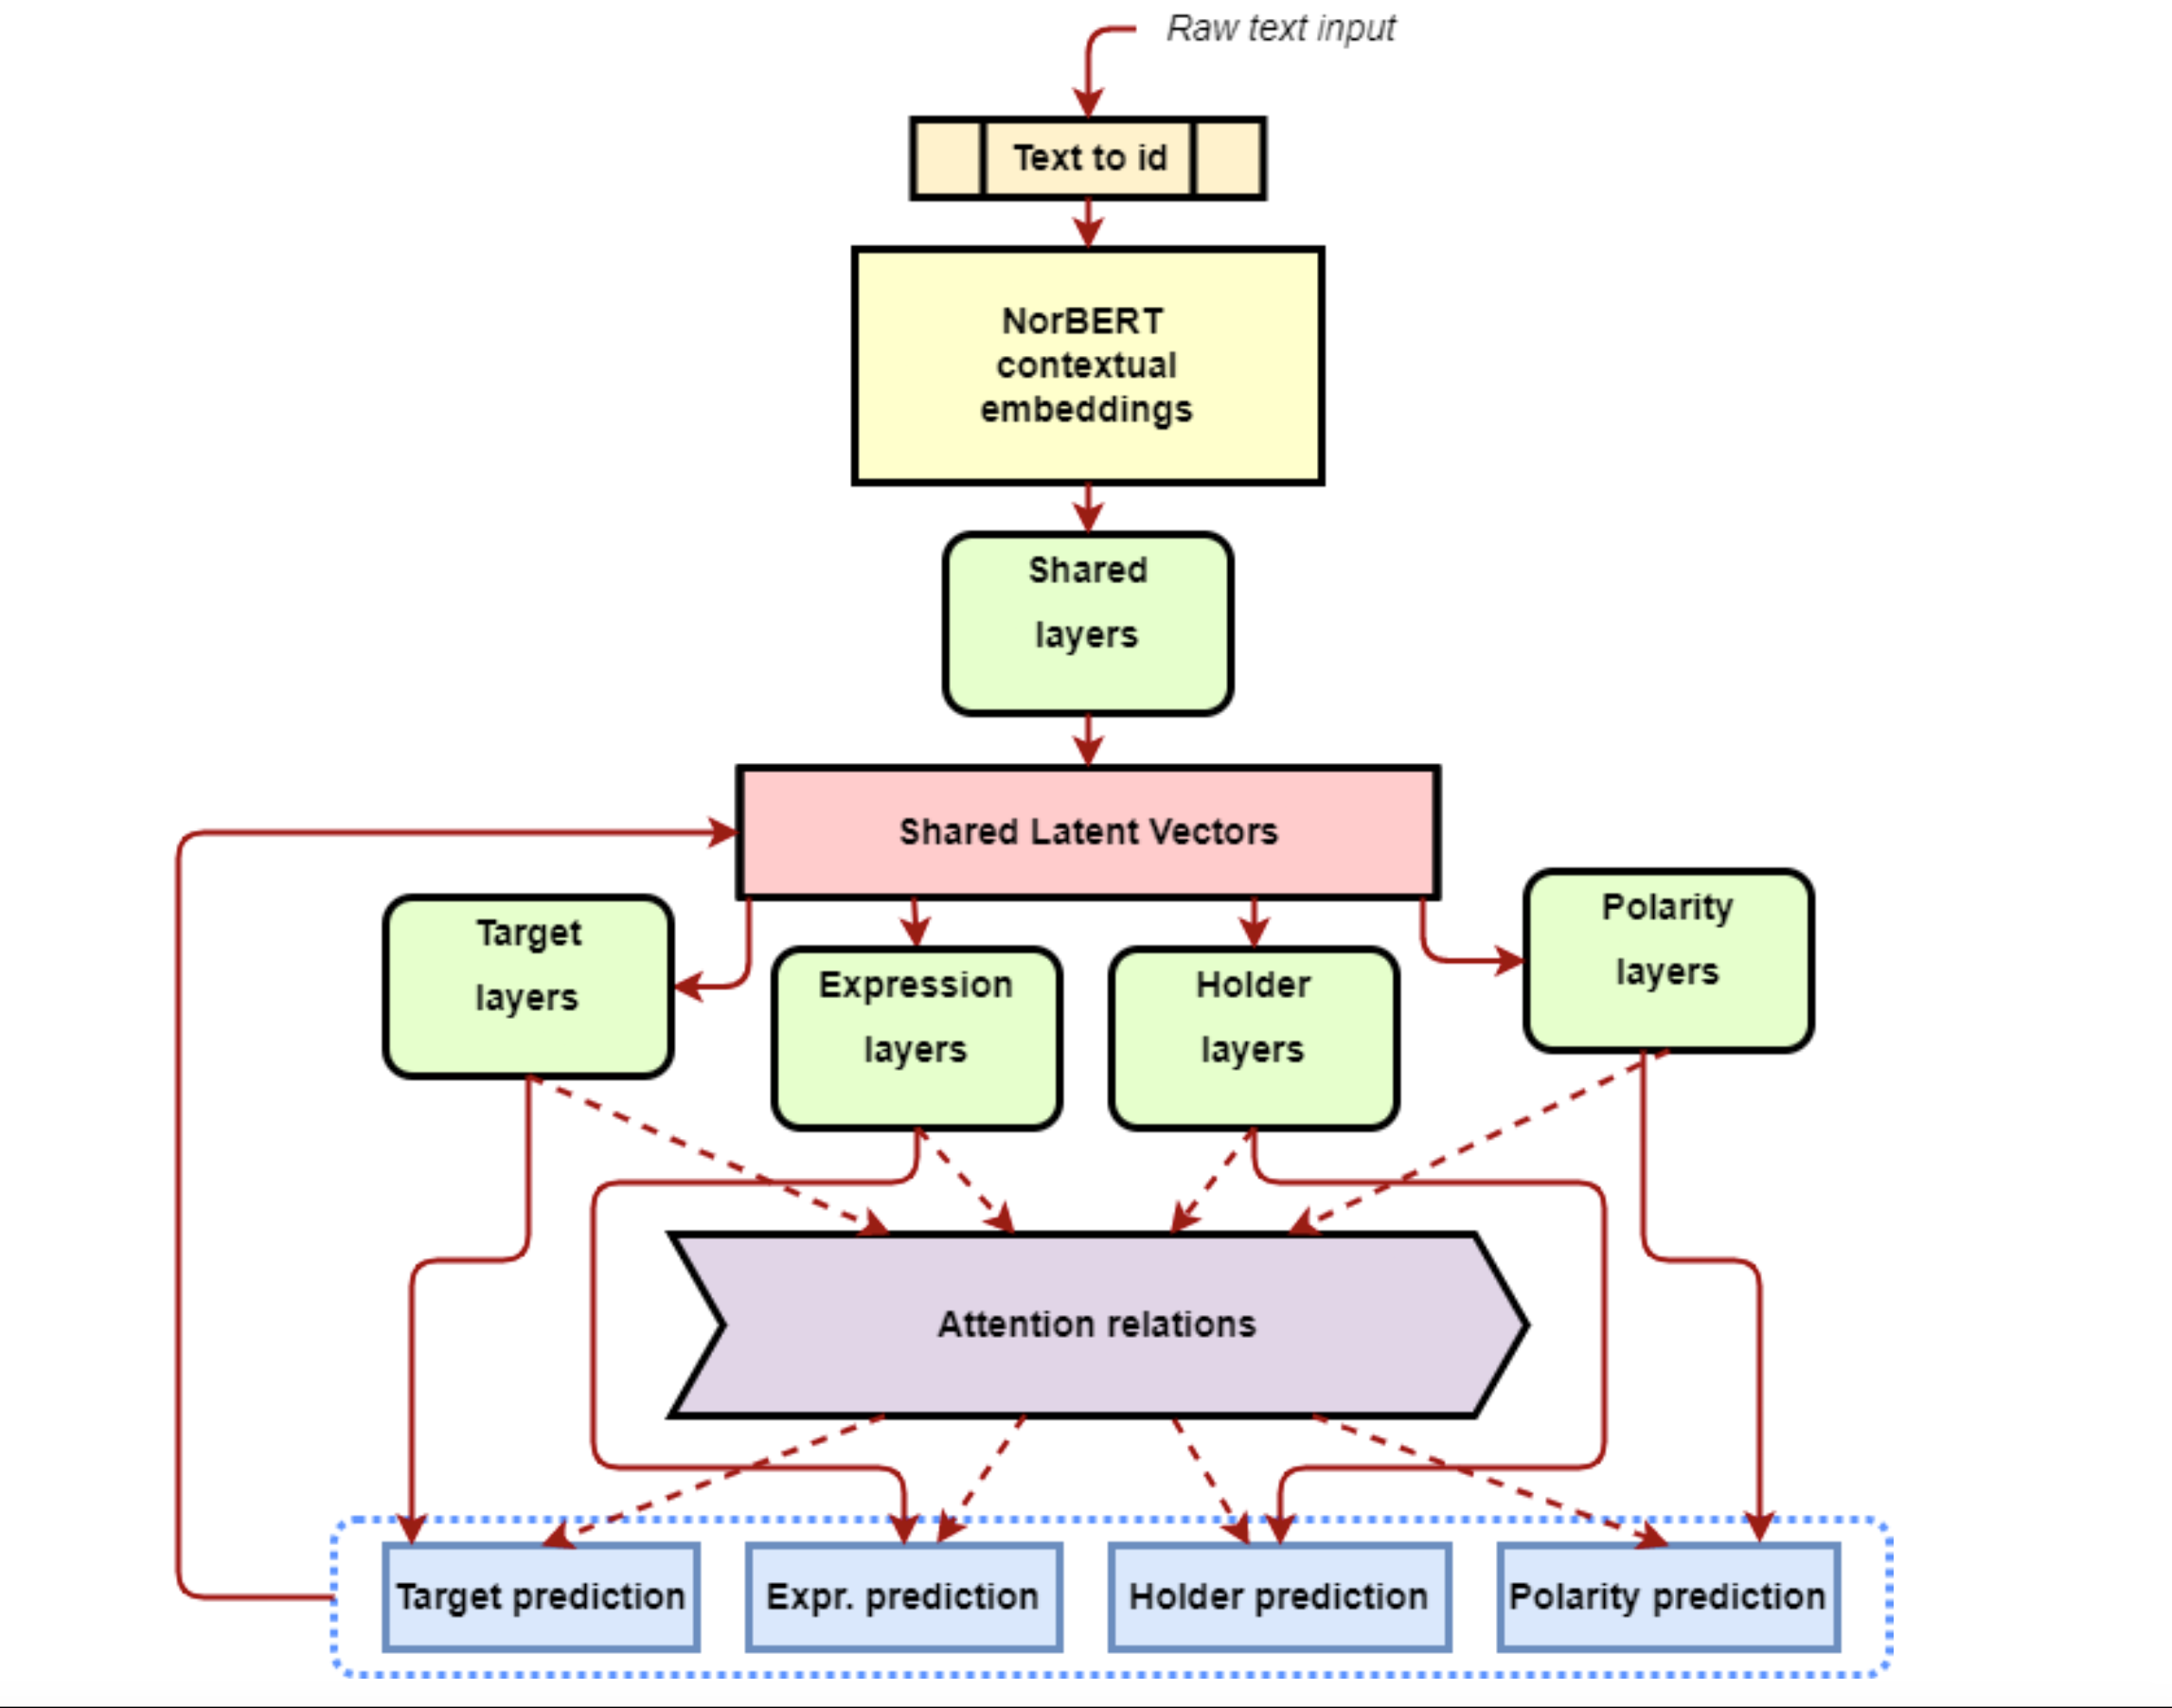 Raw text input
Text to id
NorBERT
contextual
embeddings
Shared
layers
Shared Latent Vectors
Target
layers
Expression
layers
Holder
layers
Polarity
layers
Attention relations
Target prediction
Expr. prediction
Holder prediction
Polarity prediction